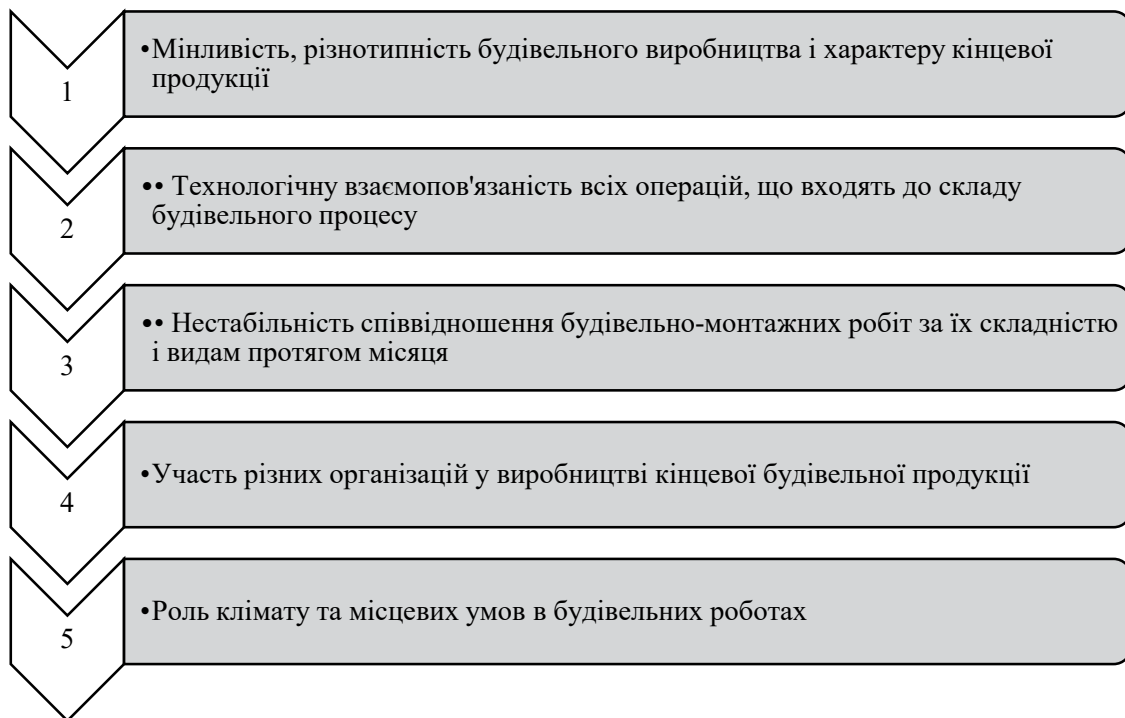 1
•Мінливість, різнотипність будівельного виробництва і характеру кінцевої
продукції
2
•• Технологічну взаємопов'язаність всіх операцій, що входять до складу
будівельного процесу
3
•• Нестабільність співвідношення будівельно-монтажних робіт за їх складністю
і видам протягом місяця
4
•Участь різних організацій у виробництві кінцевої будівельної продукції
5
•Роль клімату та місцевих умов в будівельних роботах